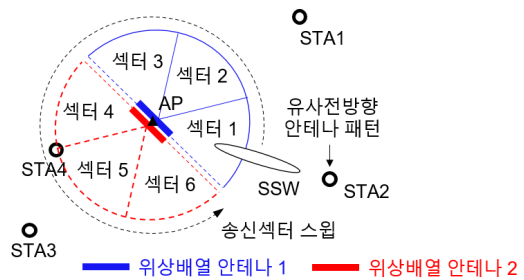 STA1
섹터 3
섹터 2
AP
섹터 4
섹터 1
유사전방향
안테나 패턴
STA4
섹터 5
섹터 6
SSW
STA2
송신섹터 스윕
STA3
위상배열 안테나 1
위상배열 안테나 2